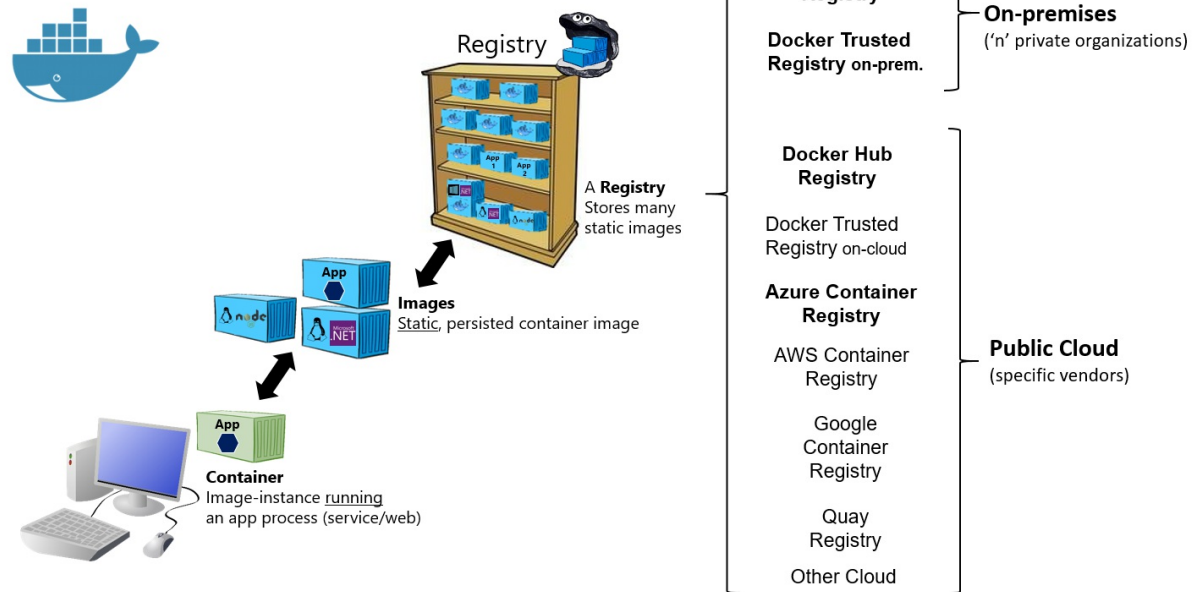 Registry
On-premises
('n' private organizations)
Docker Trusted
Registry on-prem.
App
1
App
2
.NET
.NET
node
A Registry
Stores many
static images
Docker Hub
Registry
Docker Trusted
Registry on-cloud
Azure Container
Registry
AWS Container
Registry
Google
Container
Registry
Quay
Registry
Other Cloud
Public Cloud
(specific vendors)
App
node
Microsoft
.NET
Images
Static, persisted container image
App
Container
Image-instance running
an app process (service/web)